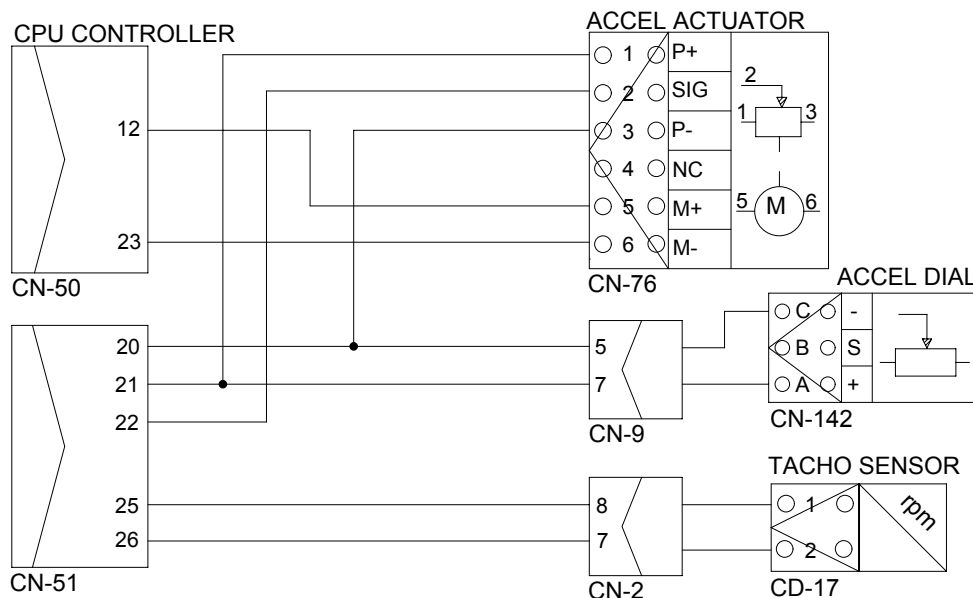 CPU CONTROLLER
12
23
CN-50
20
21
22
25
26
CN-51
ACCEL ACTUATOR
1 P+
2 SIG
3 P-
4 NC
5 M+
6 M-
2
1 3
5 M 6
CN-76
5
7
CN-9
ACCEL DIAL
C -
B S
A +
CN-142
8
7
CN-2
TACHO SENSOR
1
2
rpm
CD-17